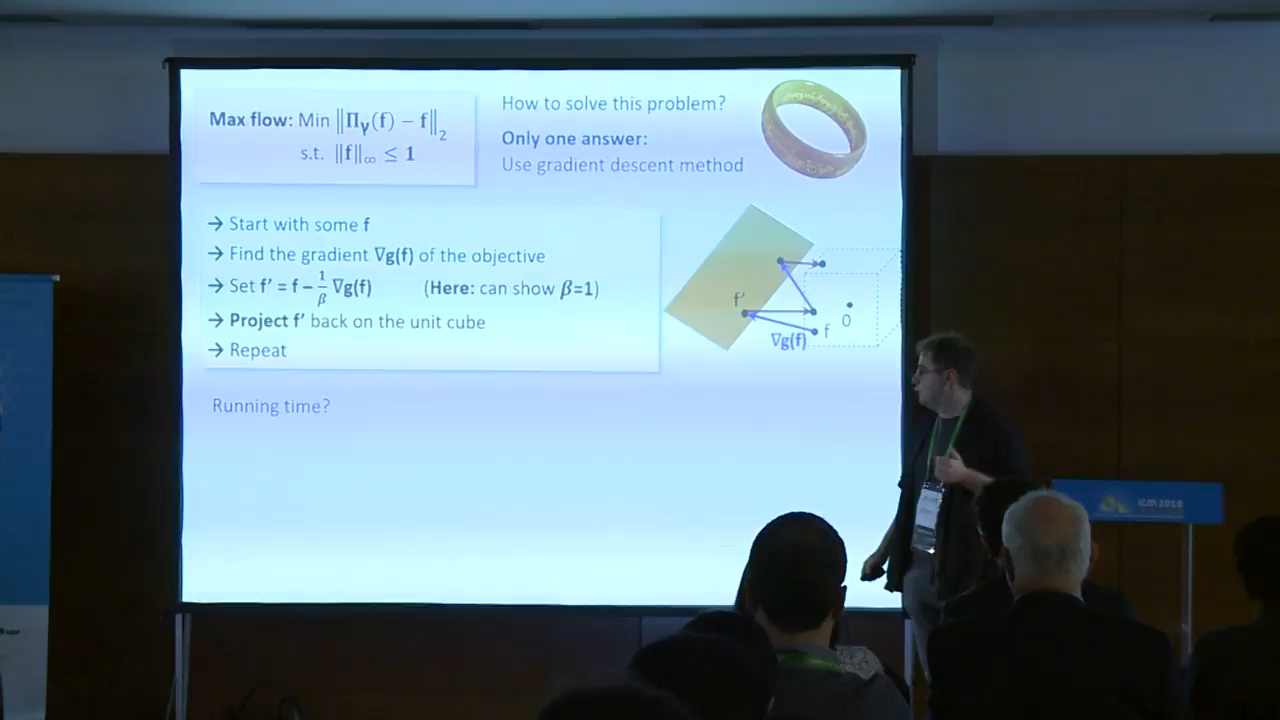 Max flow: Min ‖Π_γ(f) − f‖₂
s.t. ‖f‖_∞ ≤ 1
How to solve this problem?
Only one answer:
Use gradient descent method
→ Start with some f
→ Find the gradient ∇g(f) of the objective
→ Set f' = f − 1/β ∇g(f) (Here: can show β=1)
→ Project f' back on the unit cube
→ Repeat
f'
f
0
∇g(f)
Running time?
ICM 2018